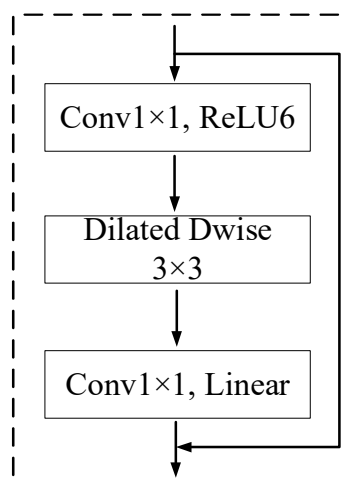 Conv1×1, ReLU6
Dilated Dwise
3×3
Conv1×1, Linear